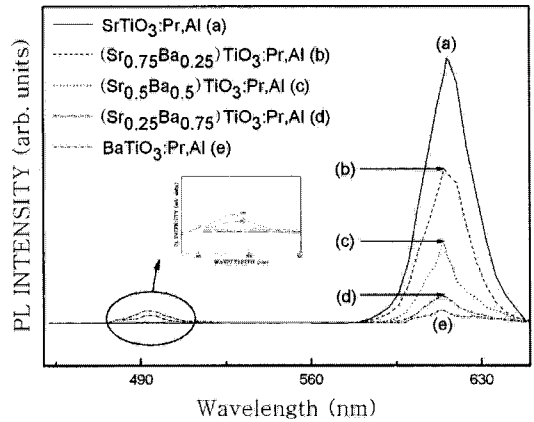 SrTiO3:Pr,Al (a)
(Sr0.75Ba0.25)TiO3:Pr,Al (b)
(Sr0.5Ba0.5)TiO3:Pr,Al (c)
(Sr0.25Ba0.75)TiO3:Pr,Al (d)
BaTiO3:Pr,Al (e)
(a)
(b)
(c)
(d)
(e)
PL INTENSITY (arb. units)
490
560
630
Wavelength (nm)